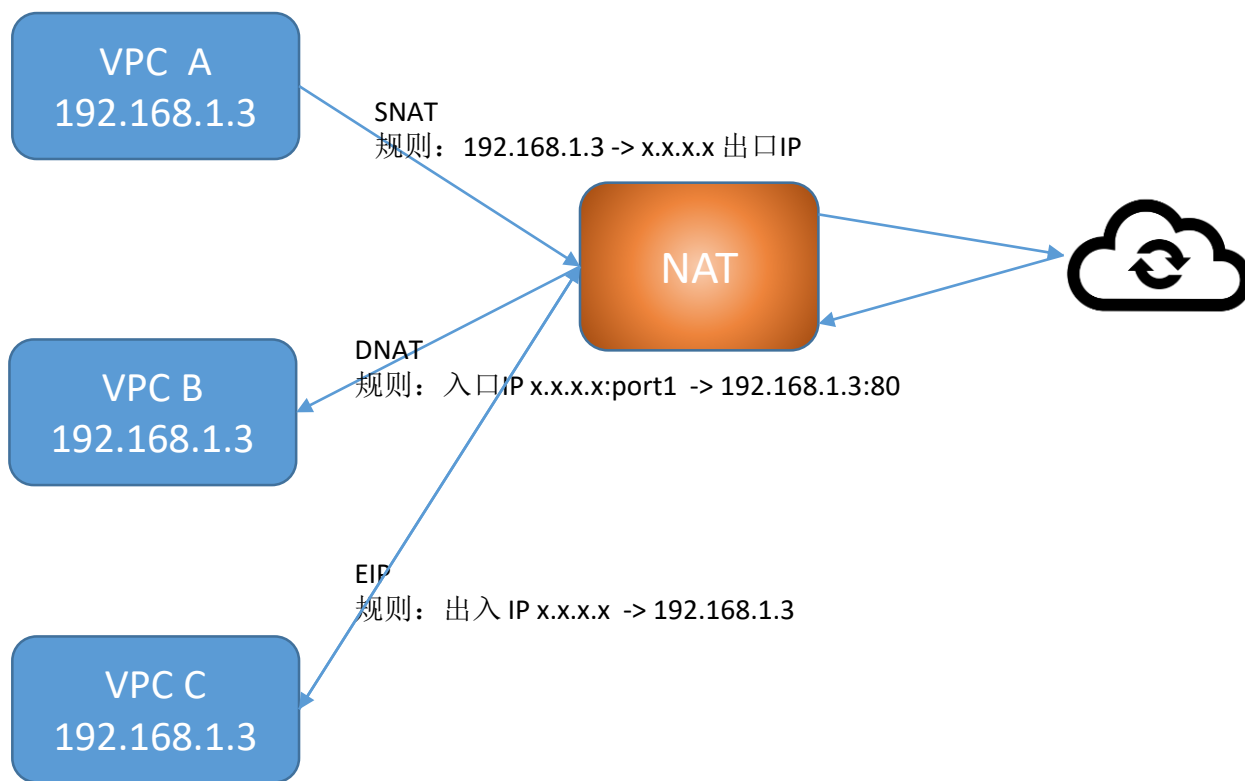 VPC  A
192.168.1.3
SNAT
规则：192.168.1.3 -> x.x.x.x 出口IP
NAT
DNAT
规则：入口IP x.x.x.x:port1  -> 192.168.1.3:80
VPC B
192.168.1.3
EIP
规则：出入 IP x.x.x.x  -> 192.168.1.3
VPC C
192.168.1.3